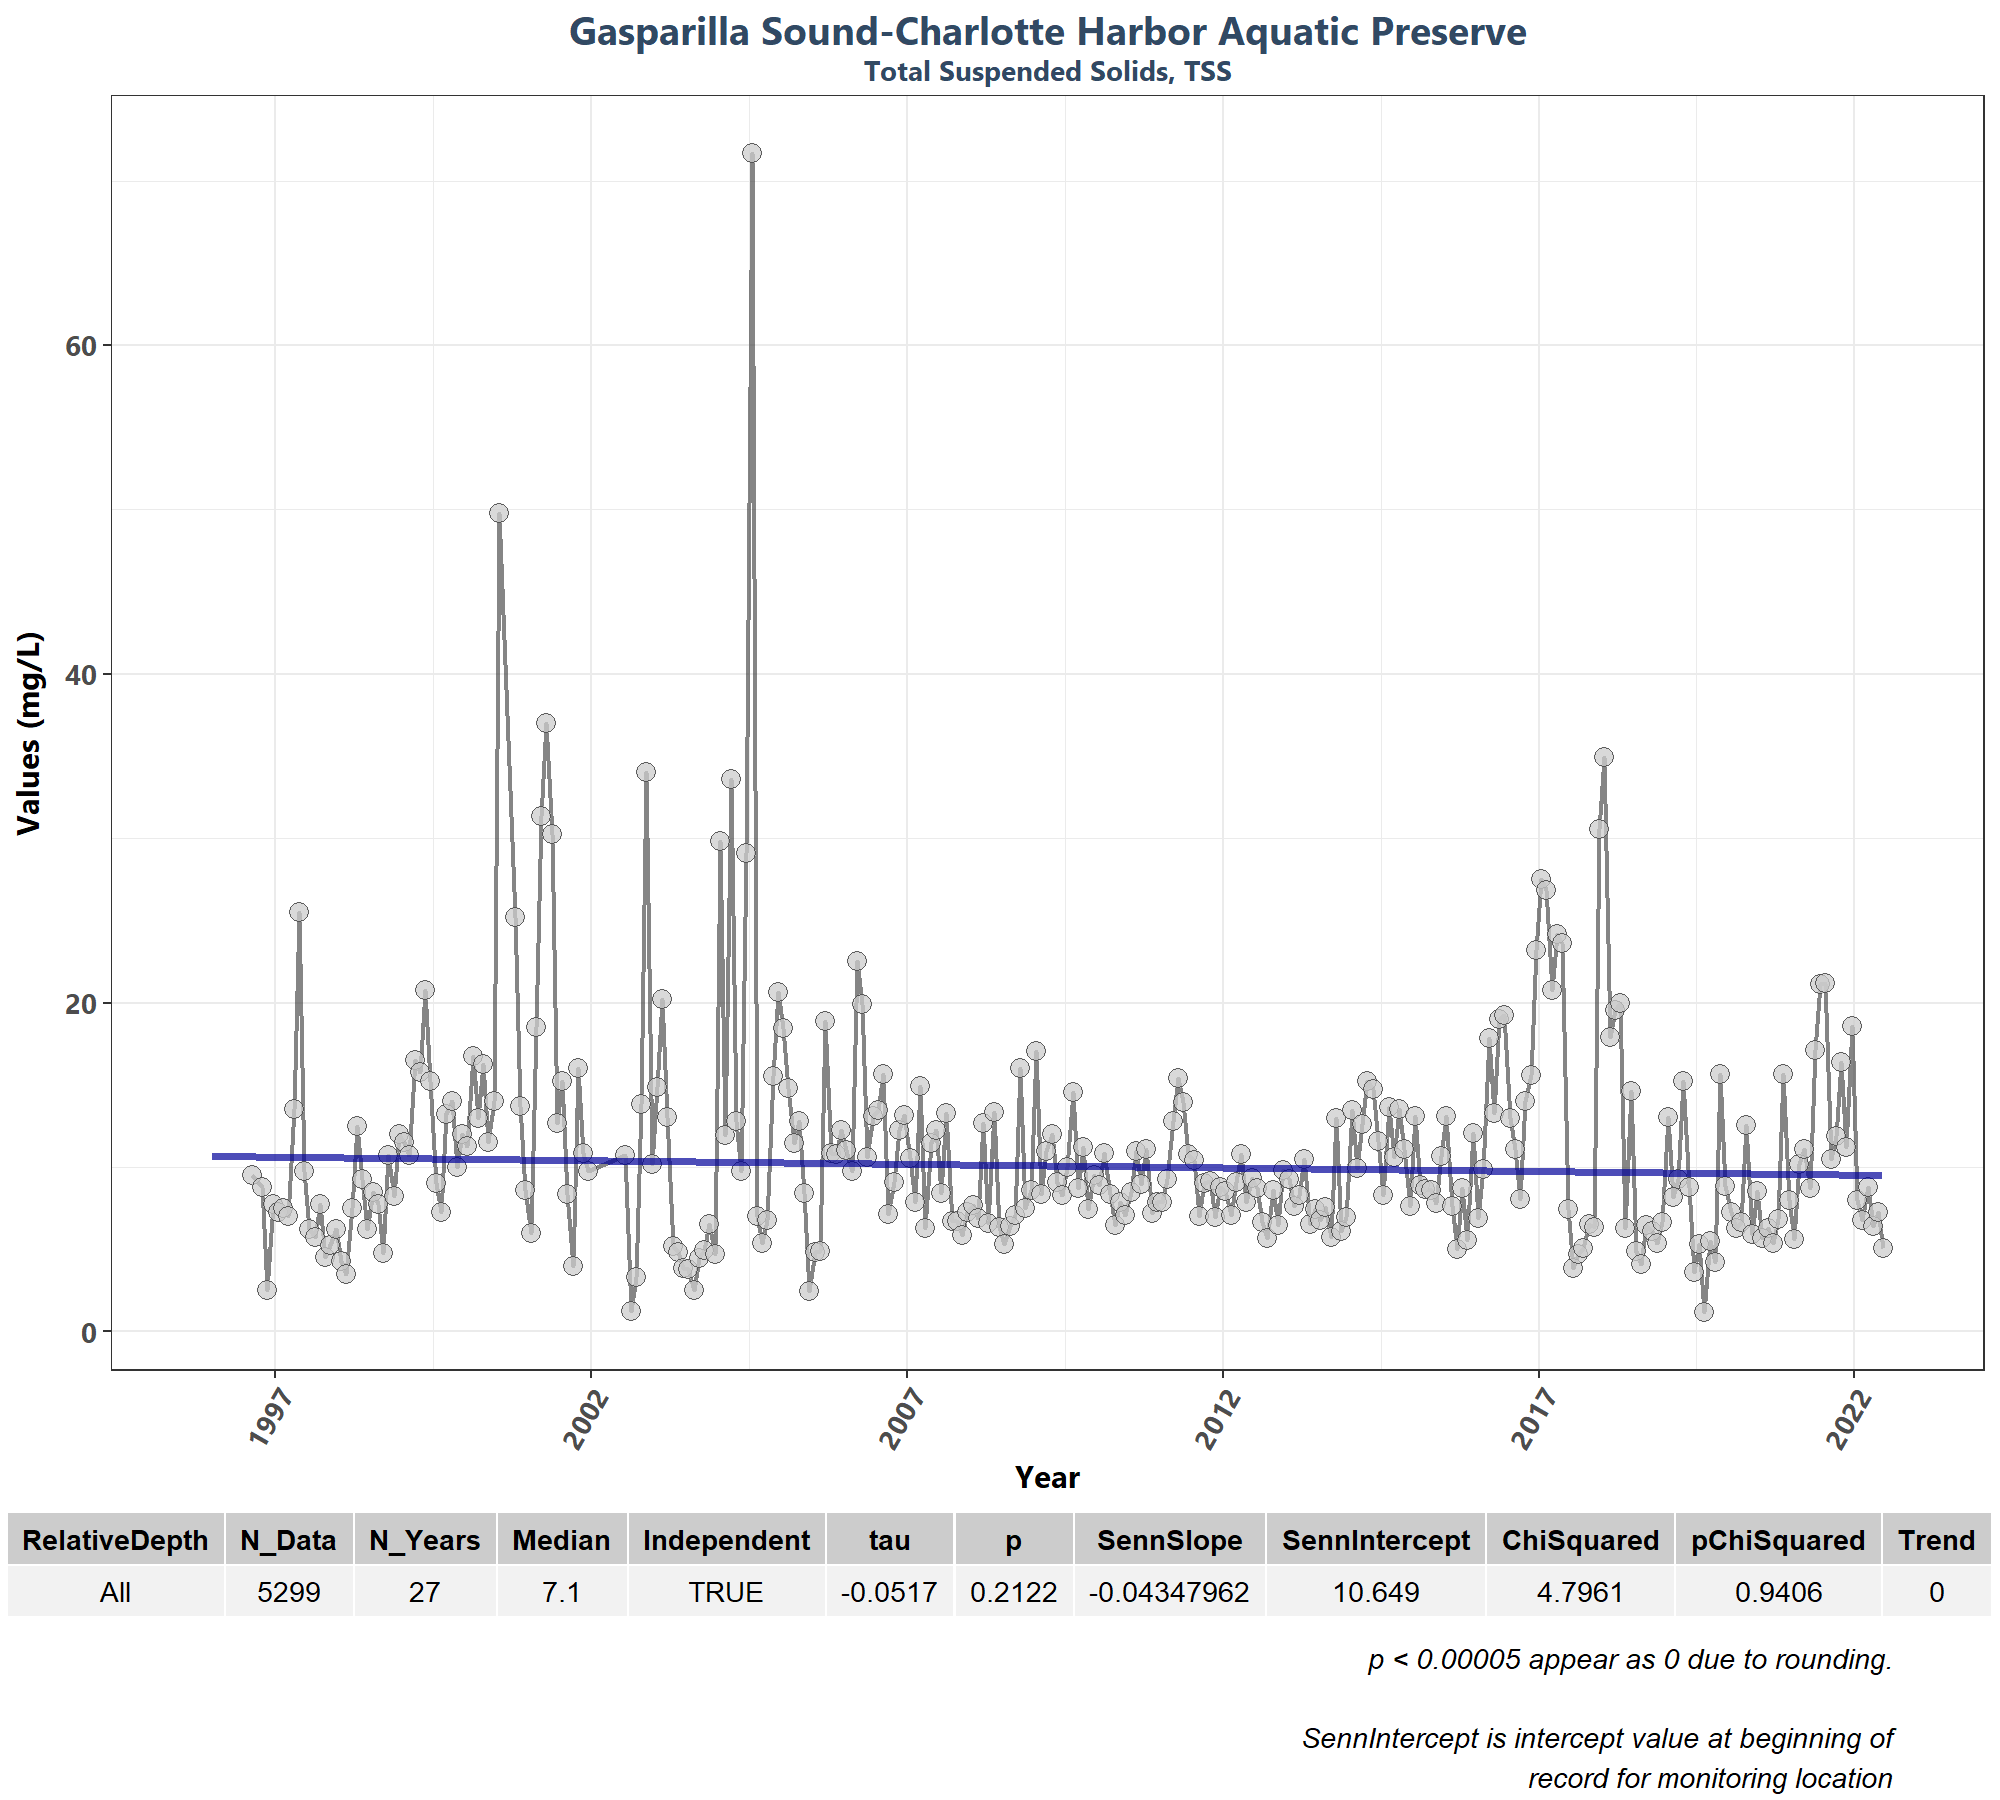 Gasparilla Sound-Charlotte Harbor Aquatic Preserve
Total Suspended Solids, TSS
Values (mg/L)
60
40
20
0
1997 2002 2007 2012 2017 2022
Year
RelativeDepth N_Data N_Years Median Independent tau p SennSlope SennIntercept ChiSquared pChiSquared Trend
All 5299 27 7.1 TRUE -0.0517 0.2122 -0.04347962 10.649 4.7961 0.9406 0
p < 0.00005 appear as 0 due to rounding.
SennIntercept is intercept value at beginning of
record for monitoring location